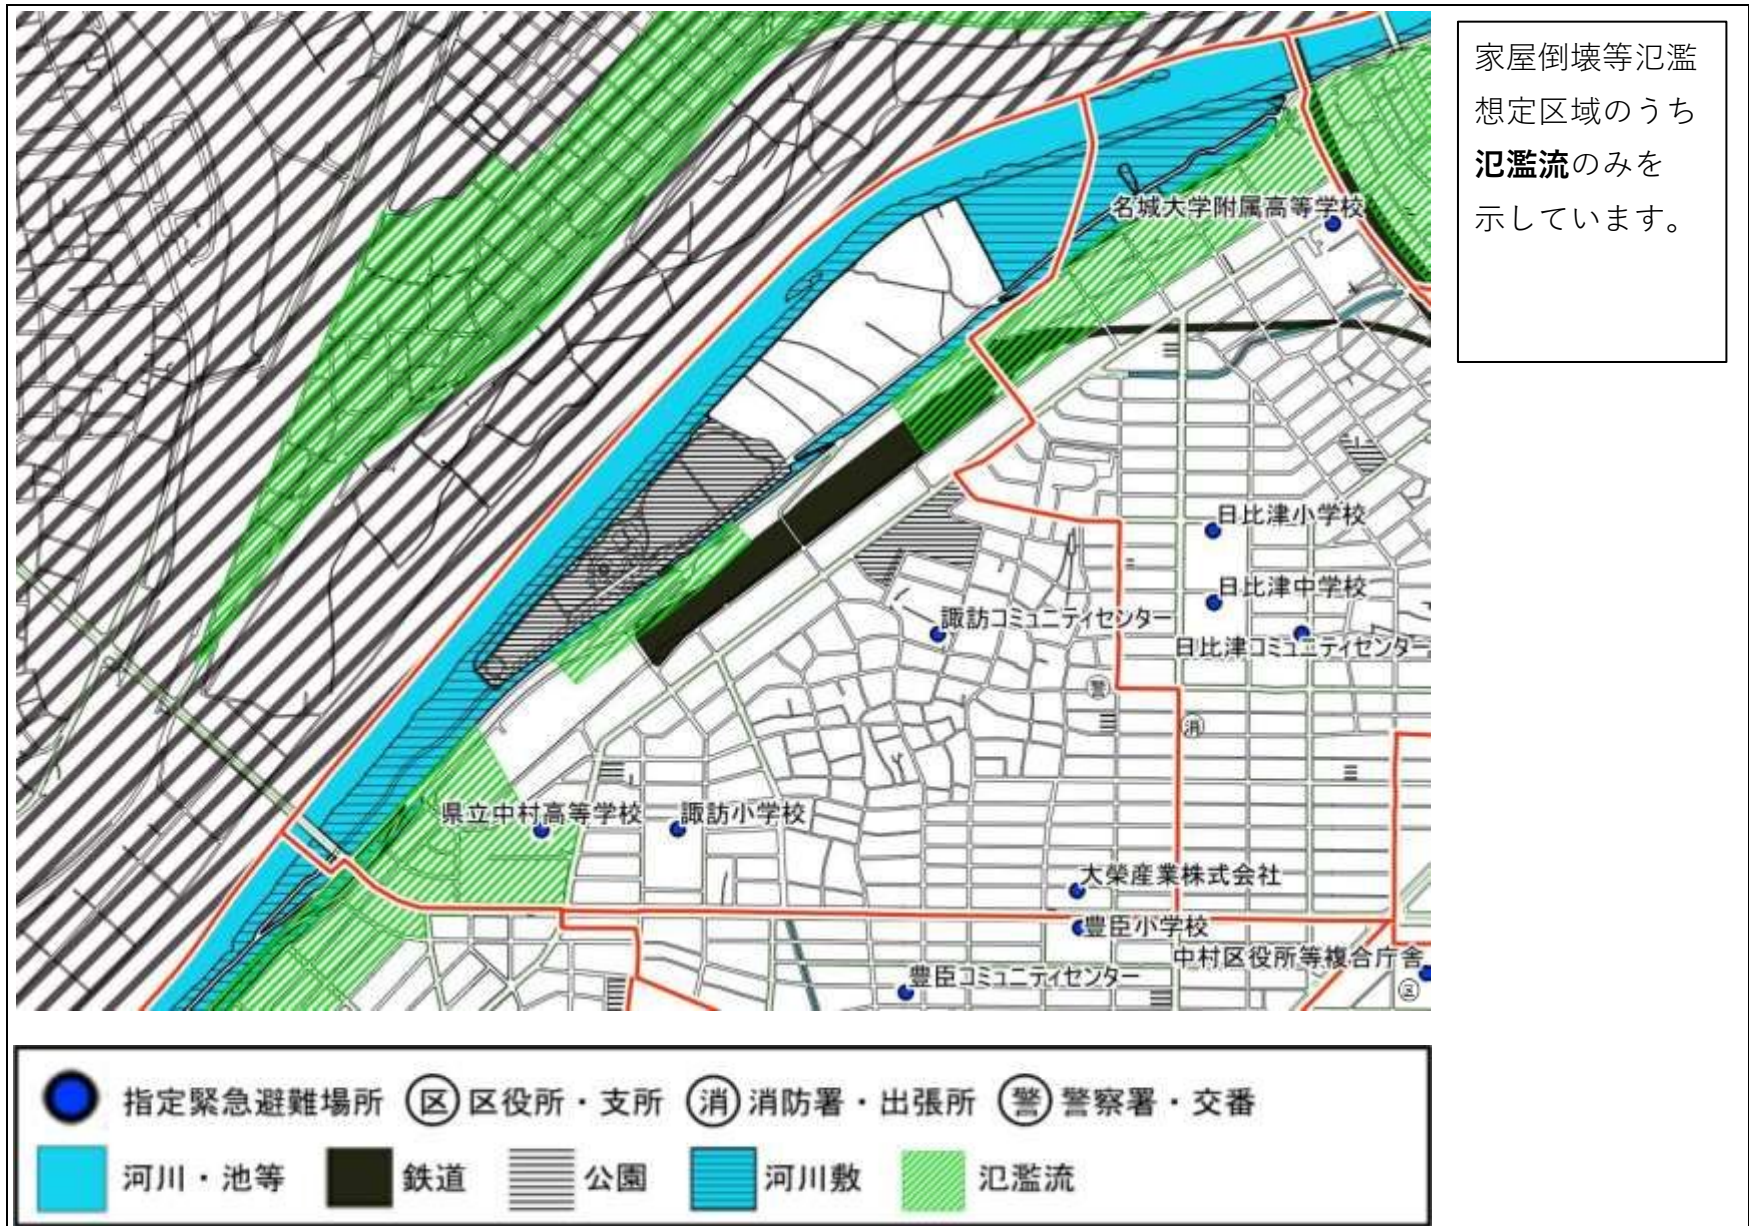 家屋倒壊等氾濫
想定区域のうち
氾濫流のみを
示しています。
名城大学附属高等学校
日比津小学校
日比津中学校
諏訪コミュニティセンター
日比津コミュニティセンター
警
消
県立中村高等学校
諏訪小学校
大榮産業株式会社
豊臣小学校
中村区役所等複合庁舎
豊臣コミュニティセンター
区
指定緊急避難場所 区 区役所・支所 消 消防署・出張所 警 警察署・交番
河川・池等 鉄道 公園 河川敷 氾濫流